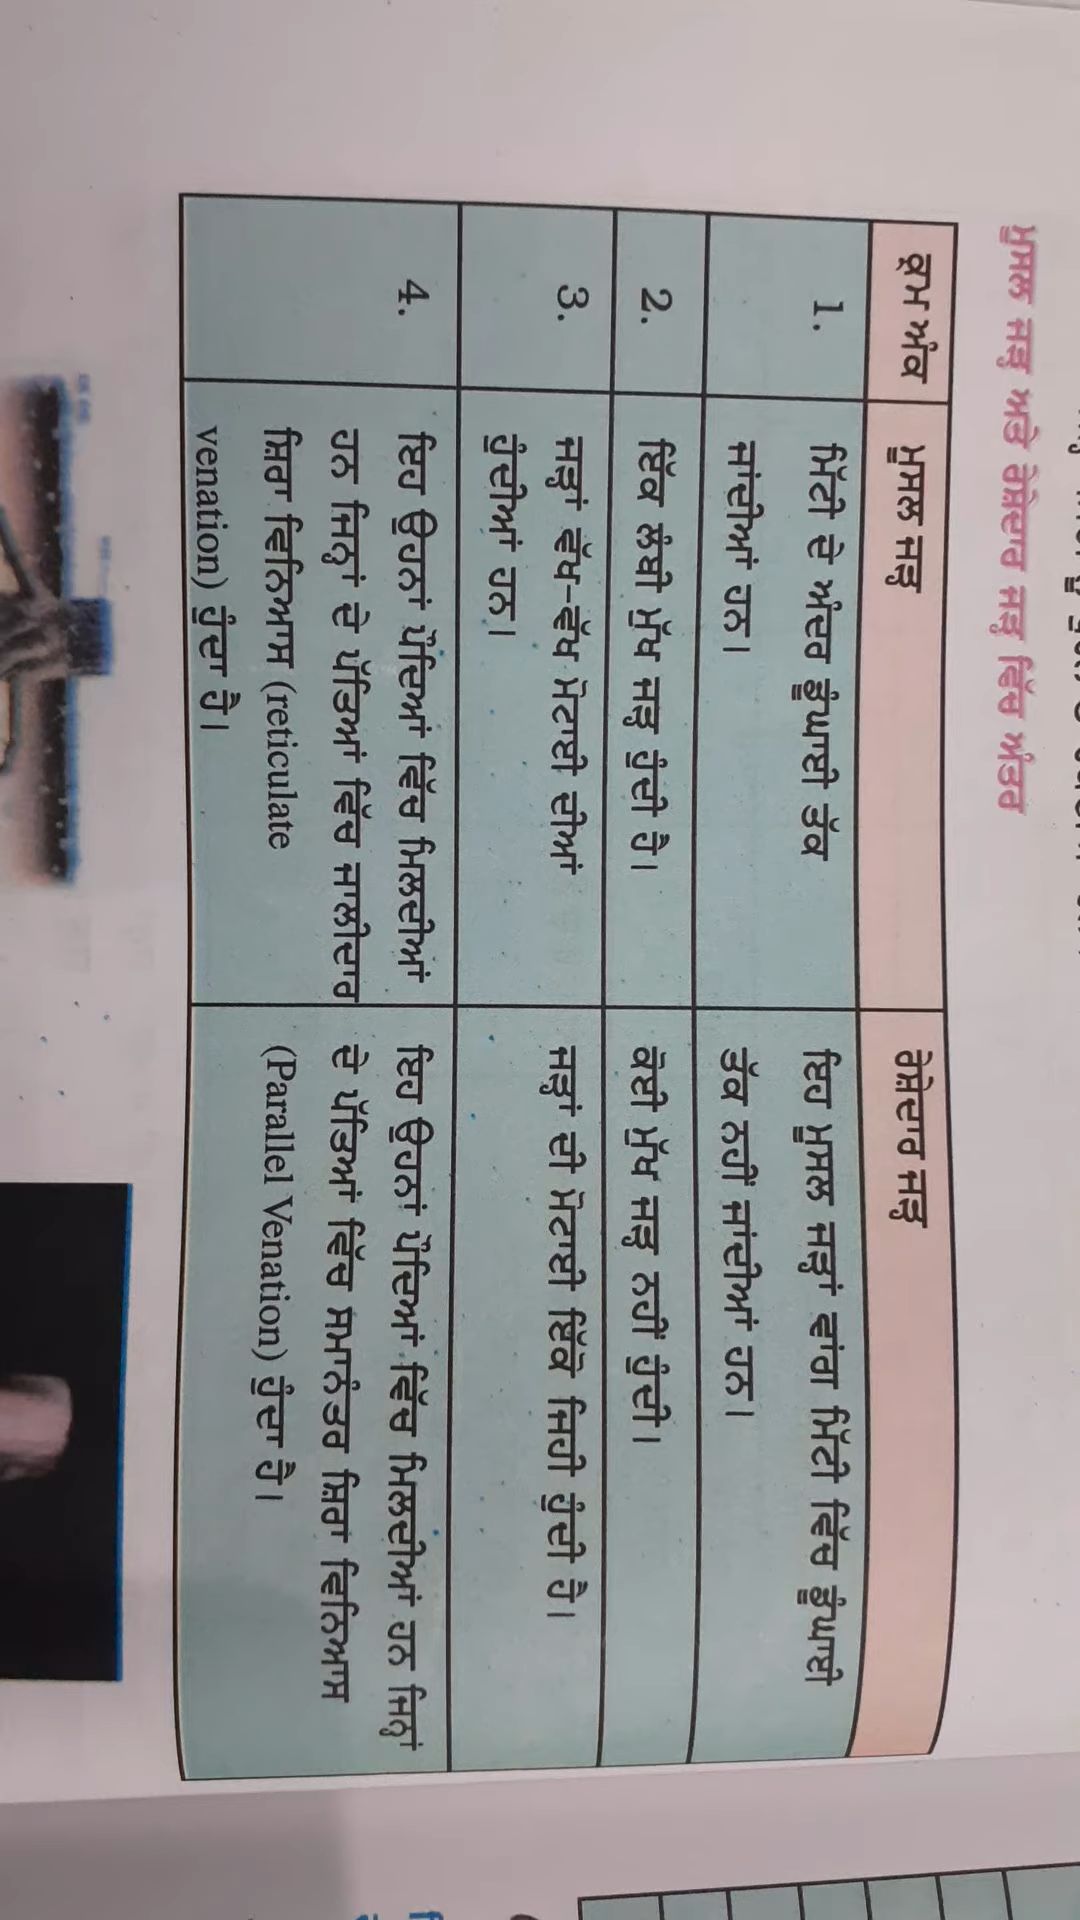 ਮੂਸਲ ਜੜ੍ਹ ਅਤੇ ਰੇਸ਼ੇਦਾਰ ਜੜ੍ਹ ਵਿੱਚ ਅੰਤਰ
ਕ੍ਰਮ ਅੰਕ ਮੂਸਲ ਜੜ੍ਹ ਰੇਸ਼ੇਦਾਰ ਜੜ੍ਹ
1. ਮਿੱਟੀ ਦੇ ਅੰਦਰ ਡੂੰਘਾਈ ਤੱਕ
ਜਾਂਦੀਆਂ ਹਨ।
ਇਹ ਮੂਸਲ ਜੜ੍ਹਾਂ ਵਾਂਗ ਮਿੱਟੀ ਵਿੱਚ ਡੂੰਘਾਈ
ਤੱਕ ਨਹੀਂ ਜਾਂਦੀਆਂ ਹਨ।
2. ਇੱਕ ਲੰਬੀ ਮੁੱਖ ਜੜ੍ਹ ਹੁੰਦੀ ਹੈ।
ਕੋਈ ਮੁੱਖ ਜੜ੍ਹ ਨਹੀਂ ਹੁੰਦੀ।
3. ਜੜ੍ਹਾਂ ਵੱਖ-ਵੱਖ ਮੋਟਾਈ ਦੀਆਂ
ਹੁੰਦੀਆਂ ਹਨ।
ਜੜ੍ਹਾਂ ਦੀ ਮੋਟਾਈ ਇੱਕੋ ਜਿਹੀ ਹੁੰਦੀ ਹੈ।
4. ਇਹ ਉਹਨਾਂ ਪੌਦਿਆਂ ਵਿੱਚ ਮਿਲਦੀਆਂ
ਹਨ ਜਿਨ੍ਹਾਂ ਦੇ ਪੱਤਿਆਂ ਵਿੱਚ ਜਾਲੀਦਾਰ
ਸ਼ਿਰਾ ਵਿਨਿਆਸ (reticulate
venation) ਹੁੰਦਾ ਹੈ।
ਇਹ ਉਹਨਾਂ ਪੌਦਿਆਂ ਵਿੱਚ ਮਿਲਦੀਆਂ ਹਨ ਜਿਨ੍ਹਾਂ
ਦੇ ਪੱਤਿਆਂ ਵਿੱਚ ਸਮਾਨੰਤਰ ਸ਼ਿਰਾ ਵਿਨਿਆਸ
(Parallel Venation) ਹੁੰਦਾ ਹੈ।